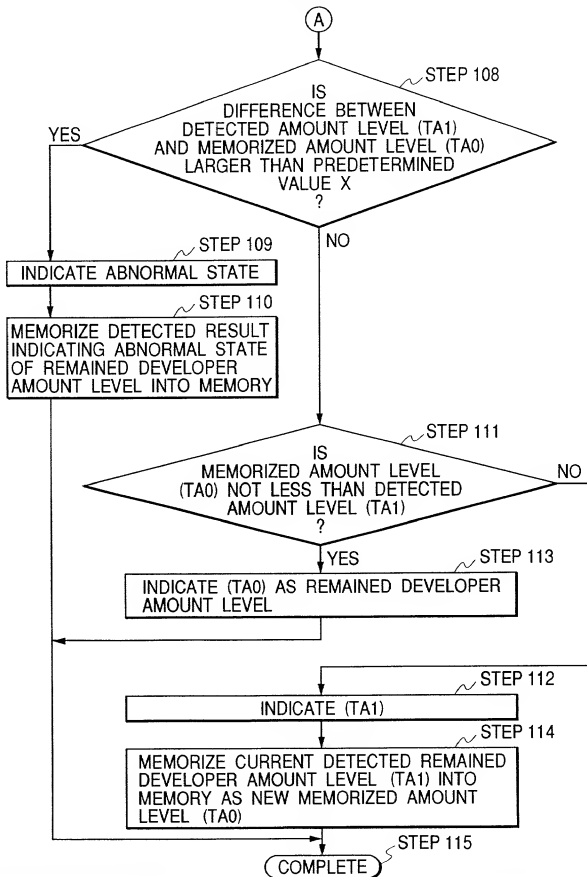 A
STEP 108
IS
DIFFERENCE BETWEEN
DETECTED AMOUNT LEVEL (TA1)
AND MEMORIZED AMOUNT LEVEL (TA0)
LARGER THAN PREDETERMINED
VALUE X
?
YES
NO
STEP 109
INDICATE ABNORMAL STATE
STEP 110
MEMORIZE DETECTED RESULT
INDICATING ABNORMAL STATE
OF REMAINED DEVELOPER
AMOUNT LEVEL INTO MEMORY
STEP 111
IS
MEMORIZED AMOUNT LEVEL
(TA0) NOT LESS THAN DETECTED
AMOUNT LEVEL (TA1)
?
NO
YES
STEP 113
INDICATE (TA0) AS REMAINED DEVELOPER
AMOUNT LEVEL
STEP 112
INDICATE (TA1)
STEP 114
MEMORIZE CURRENT DETECTED REMAINED
DEVELOPER AMOUNT LEVEL (TA1) INTO
MEMORY AS NEW MEMORIZED AMOUNT
LEVEL (TA0)
STEP 115
COMPLETE